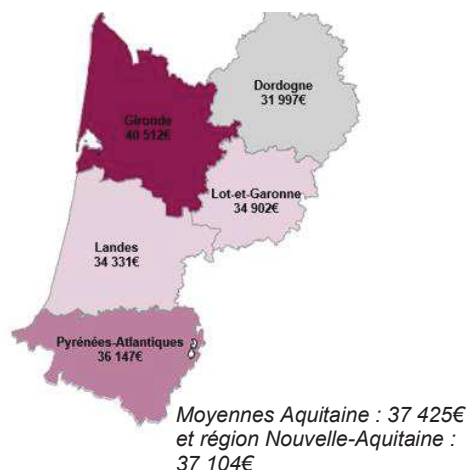 Dordogne
31 997€
Gironde
40 512€
Lot-et-Garonne
34 902€
Landes
34 331€
Pyrénées-Atlantiques
36 147€
Moyennes Aquitaine : 37 425€
et région Nouvelle-Aquitaine :
37 104€